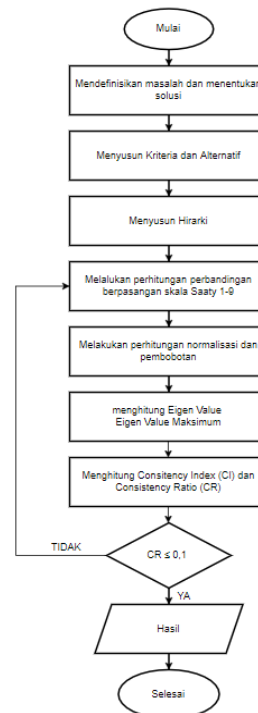 Mulai
Mendefinisikan masalah dan menentukan
solusi
Menyusun Kriteria dan Alternatif
Menyusun Hirarki
Melalukan perhitungan perbandingan
berpasangan skala Saaty 1-9
Melakukan perhitungan normalisasi dan
pembobotan
menghitung Eigen Value
Eigen Value Maksimum
Menghitung Consitency Index (CI) dan
Consistency Ratio (CR)
TIDAK
CR ≤ 0,1
YA
Hasil
Selesai